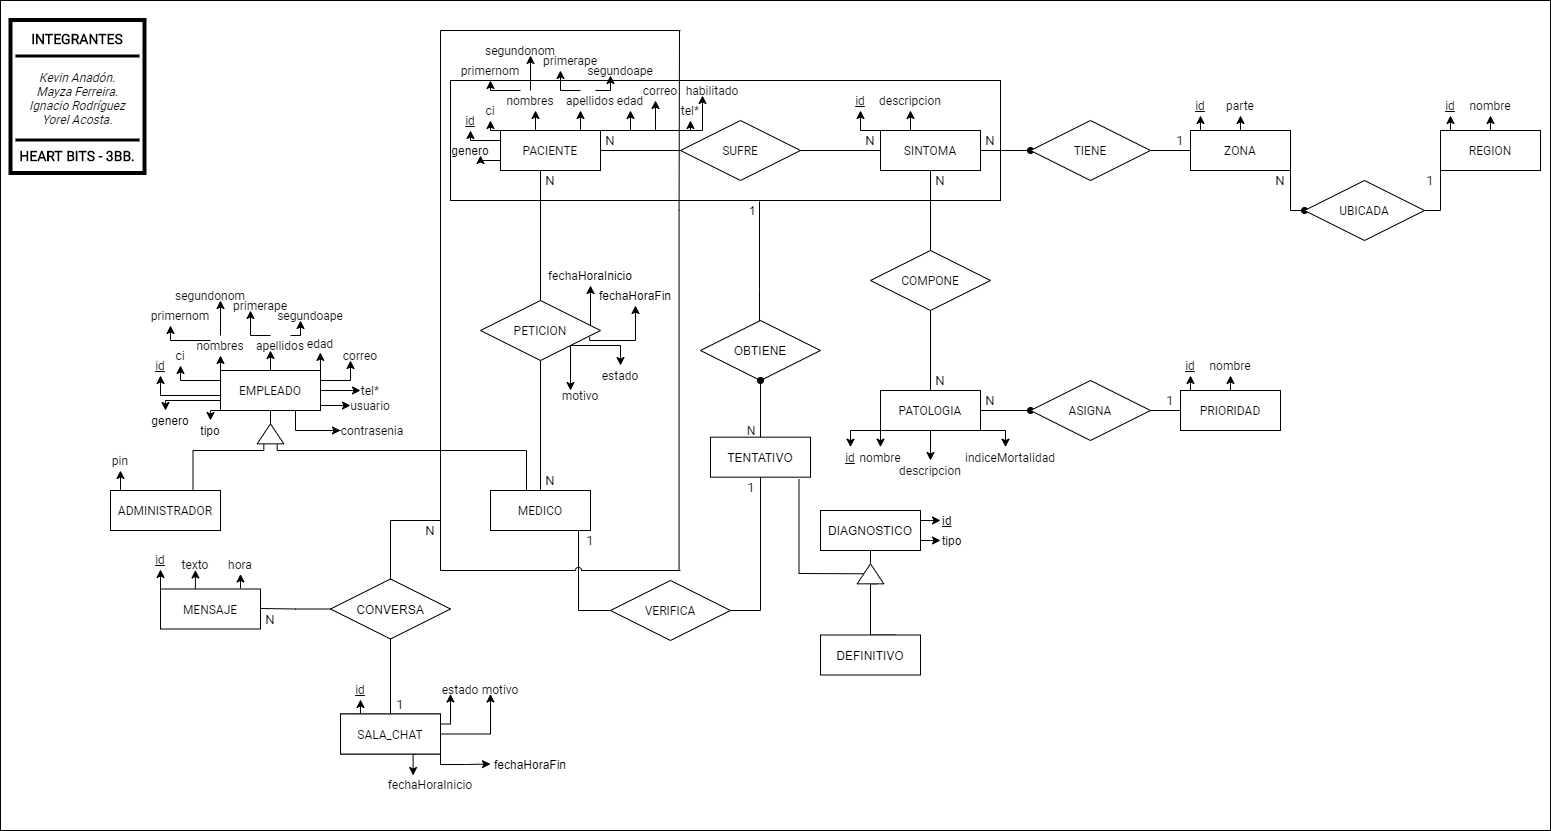 INTEGRANTES
Kevin Anadón.
Mayza Ferreira.
Ignacio Rodríguez
Yorel Acosta.
HEART BITS - 3BB.
segundonom
primerape
primernom
segundoape
nombres
apellidos
edad
correo
habilitado
tel*
ci
id
genero
PACIENTE
N
SUFRE
N
id
descripcion
SINTOMA
N
TIENE
1
id
parte
ZONA
N
UBICADA
1
id
nombre
REGION
N
1
N
COMPONE
N
fechaHoraInicio
fechaHoraFin
PETICION
estado
motivo
OBTIENE
N
segundonom
primerape
primernom
segundoape
nombres
apellidos
edad
correo
ci
id
EMPLEADO
tel*
usuario
contrasenia
genero
tipo
PATOLOGIA
N
ASIGNA
1
id
nombre
PRIORIDAD
id
nombre
descripcion
indiceMortalidad
TENTATIVO
1
pin
ADMINISTRADOR
N
MEDICO
1
N
DIAGNOSTICO
id
tipo
id
texto
hora
MENSAJE
N
CONVERSA
VERIFICA
DEFINITIVO
1
id
estado
motivo
SALA_CHAT
fechaHoraFin
fechaHoraInicio